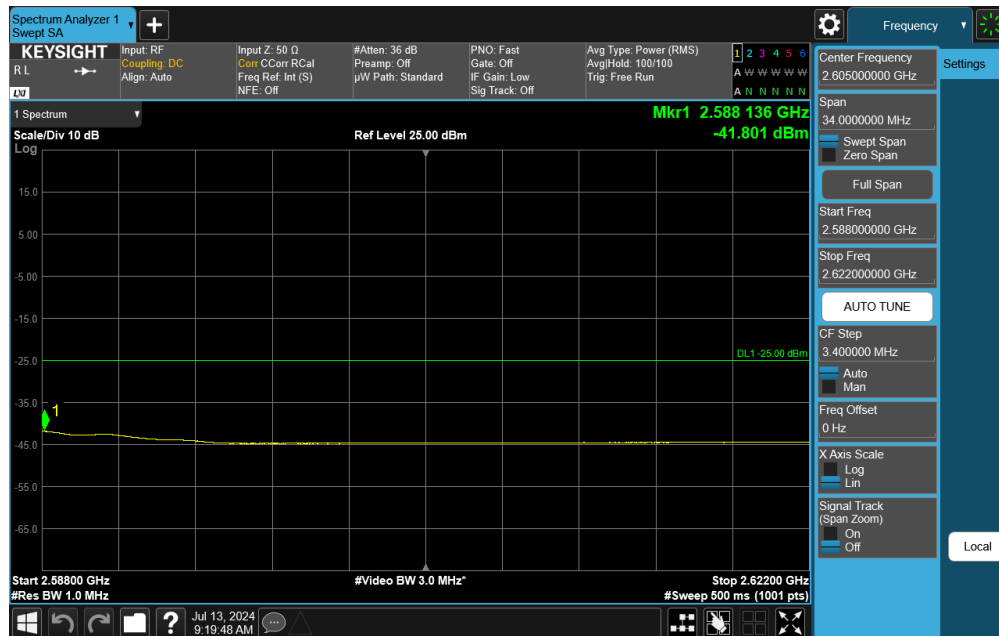 Spectrum Analyzer 1
Swept SA
Frequency
KEYSIGHT
R L
LXI
Input: RF
Coupling: DC
Align: Auto
Input Z: 50 Ω
Corr CCorr RCal
Freq Ref: Int (S)
NFE: Off
#Atten: 36 dB
Preamp: Off
µW Path: Standard
PNO: Fast
Gate: Off
IF Gain: Low
Sig Track: Off
Avg Type: Power (RMS)
Avg|Hold: 100/100
Trig: Free Run
1 2 3 4 5 6
A W W W W W
A N N N N N
1 Spectrum
Scale/Div 10 dB
Log
Ref Level 25.00 dBm
Mkr1 2.588 136 GHz
-41.801 dBm
15.0
5.00
-5.00
-15.0
-25.0
DL1 -25.00 dBm
-35.0
1
-45.0
-55.0
-65.0
Start 2.58800 GHz
#Res BW 1.0 MHz
#Video BW 3.0 MHz*
Stop 2.62200 GHz
#Sweep 500 ms (1001 pts)
Jul 13, 2024
9:19:48 AM
Center Frequency
2.605000000 GHz
Span
34.0000000 MHz
Swept Span
Zero Span
Full Span
Start Freq
2.588000000 GHz
Stop Freq
2.622000000 GHz
AUTO TUNE
CF Step
3.400000 MHz
Auto
Man
Freq Offset
0 Hz
X Axis Scale
Log
Lin
Signal Track
(Span Zoom)
On
Off
Settings
Local